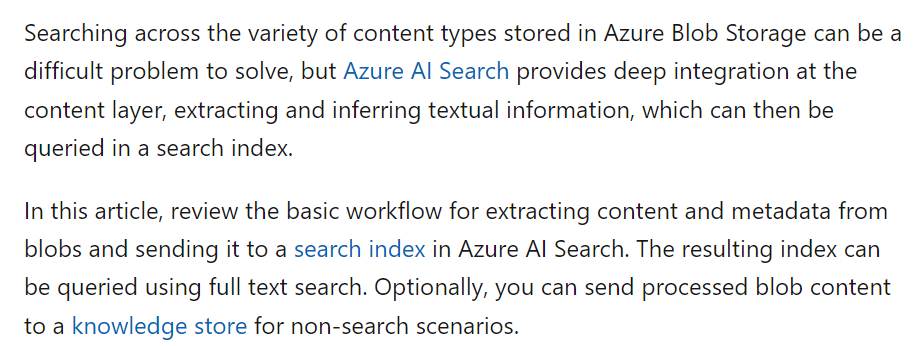 Searching across the variety of content types stored in Azure Blob Storage can be a
difficult problem to solve, but Azure AI Search provides deep integration at the
content layer, extracting and inferring textual information, which can then be
queried in a search index.
In this article, review the basic workflow for extracting content and metadata from
blobs and sending it to a search index in Azure AI Search. The resulting index can
be queried using full text search. Optionally, you can send processed blob content
to a knowledge store for non-search scenarios.